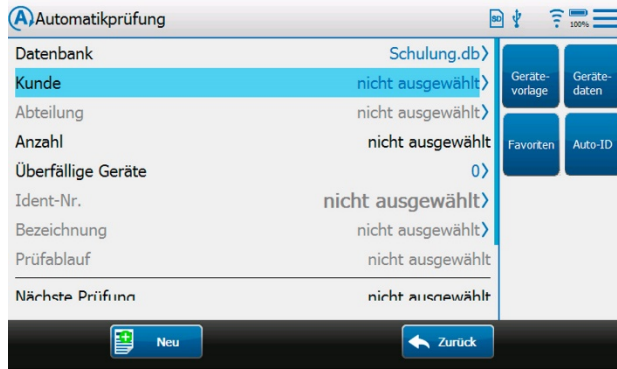 A Automatikprüfung SD 100%
Datenbank Schulung.db
Kunde nicht ausgewählt
Abteilung nicht ausgewählt
Anzahl nicht ausgewählt
Überfällige Geräte 0
Ident-Nr. nicht ausgewählt
Bezeichnung nicht ausgewählt
Prüfablauf nicht ausgewählt
Nächste Prüfung nicht ausgewählt
Geräte-
vorlage
Geräte-
daten
Favoriten
Auto-ID
Neu
Zurück